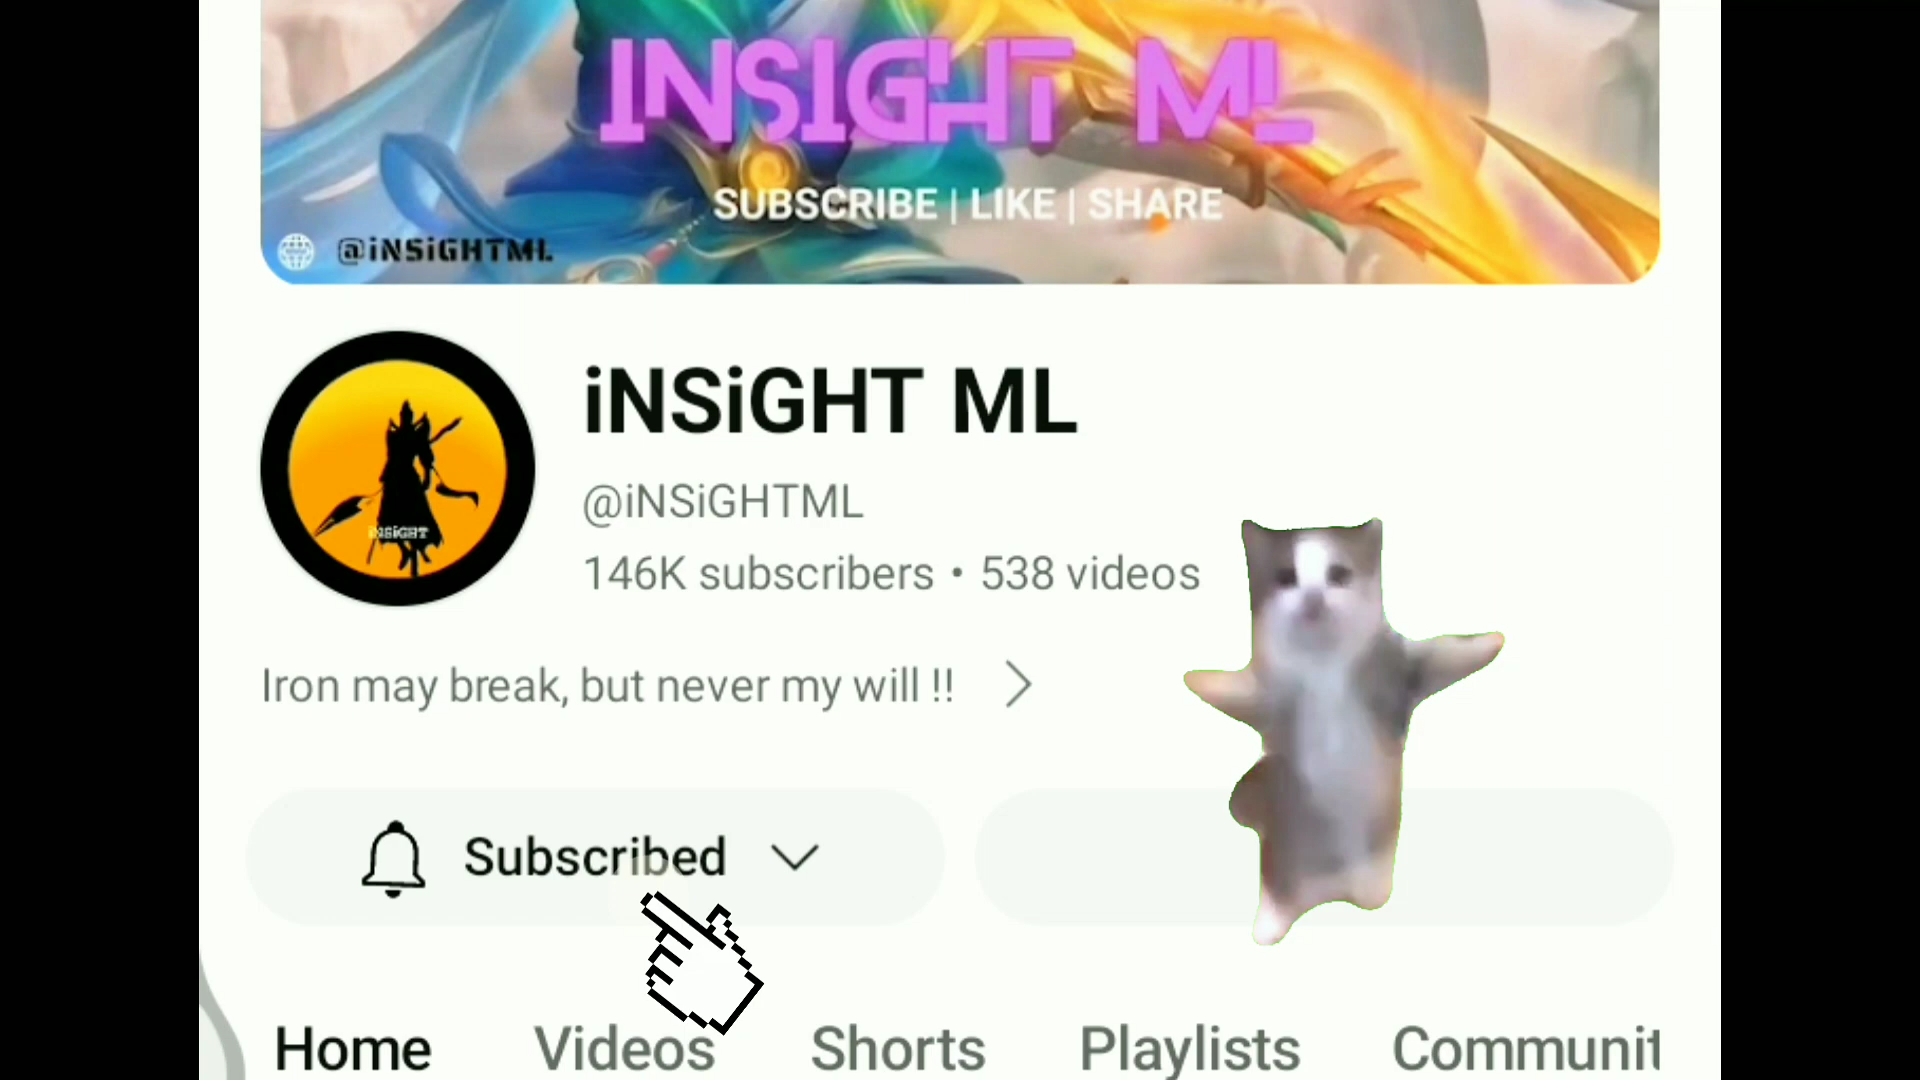 INSIGHT ML
SUBSCRIBE | LIKE | SHARE
@iNSiGHTML
iNSiGHT ML
@iNSiGHTML
146K subscribers • 538 videos
iNSiGHT
Iron may break, but never my will !!
Subscribed
Home Videos Shorts Playlists Communit